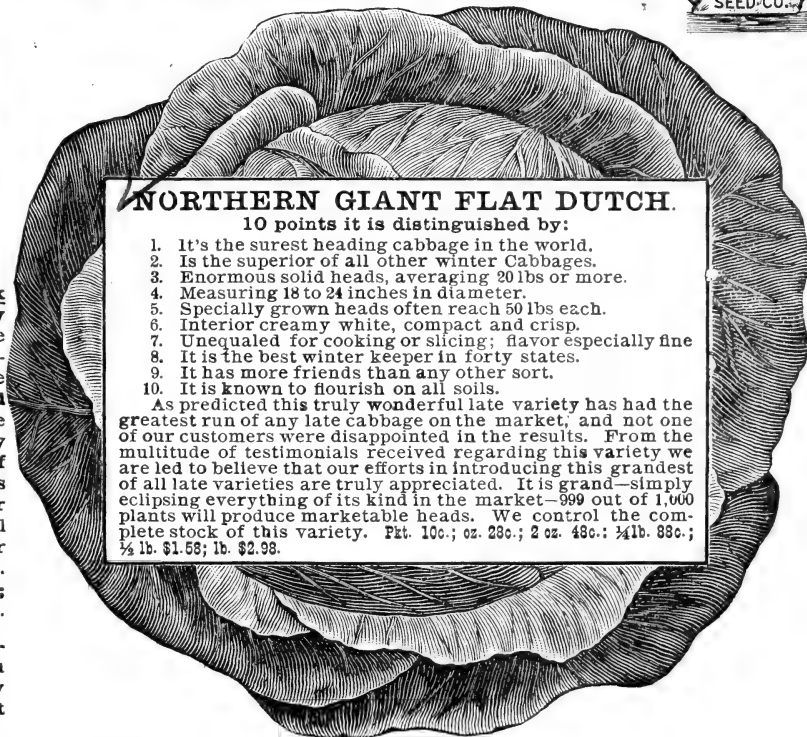 SEED CO.
NORTHERN GIANT FLAT DUTCH.
10 points it is distinguished by:
1. It's the surest heading cabbage in the world.
2. Is the superior of all other winter Cabbages.
3. Enormous solid heads, averaging 20 lbs or more.
4. Measuring 18 to 24 inches in diameter.
5. Specially grown heads often reach 50 lbs each.
6. Interior creamy white, compact and crisp.
7. Unequaled for cooking or slicing; flavor especially fine
8. It is the best winter keeper in forty states.
9. It has more friends than any other sort.
10. It is known to flourish on all soils.
As predicted this truly wonderful late variety has had the
greatest run of any late cabbage on the market, and not one
of our customers were disappointed in the results. From the
multitude of testimonials received regarding this variety we
are led to believe that our efforts in introducing this grandest
of all late varieties are truly appreciated. It is grand—simply
eclipsing everything of its kind in the market—999 out of 1,000
plants will produce marketable heads. We control the com-
plete stock of this variety. Pkt. 10c.; oz. 28c.; 2 oz. 48c.: ¼lb. 88c.;
½ lb. $1.58; lb. $2.98.